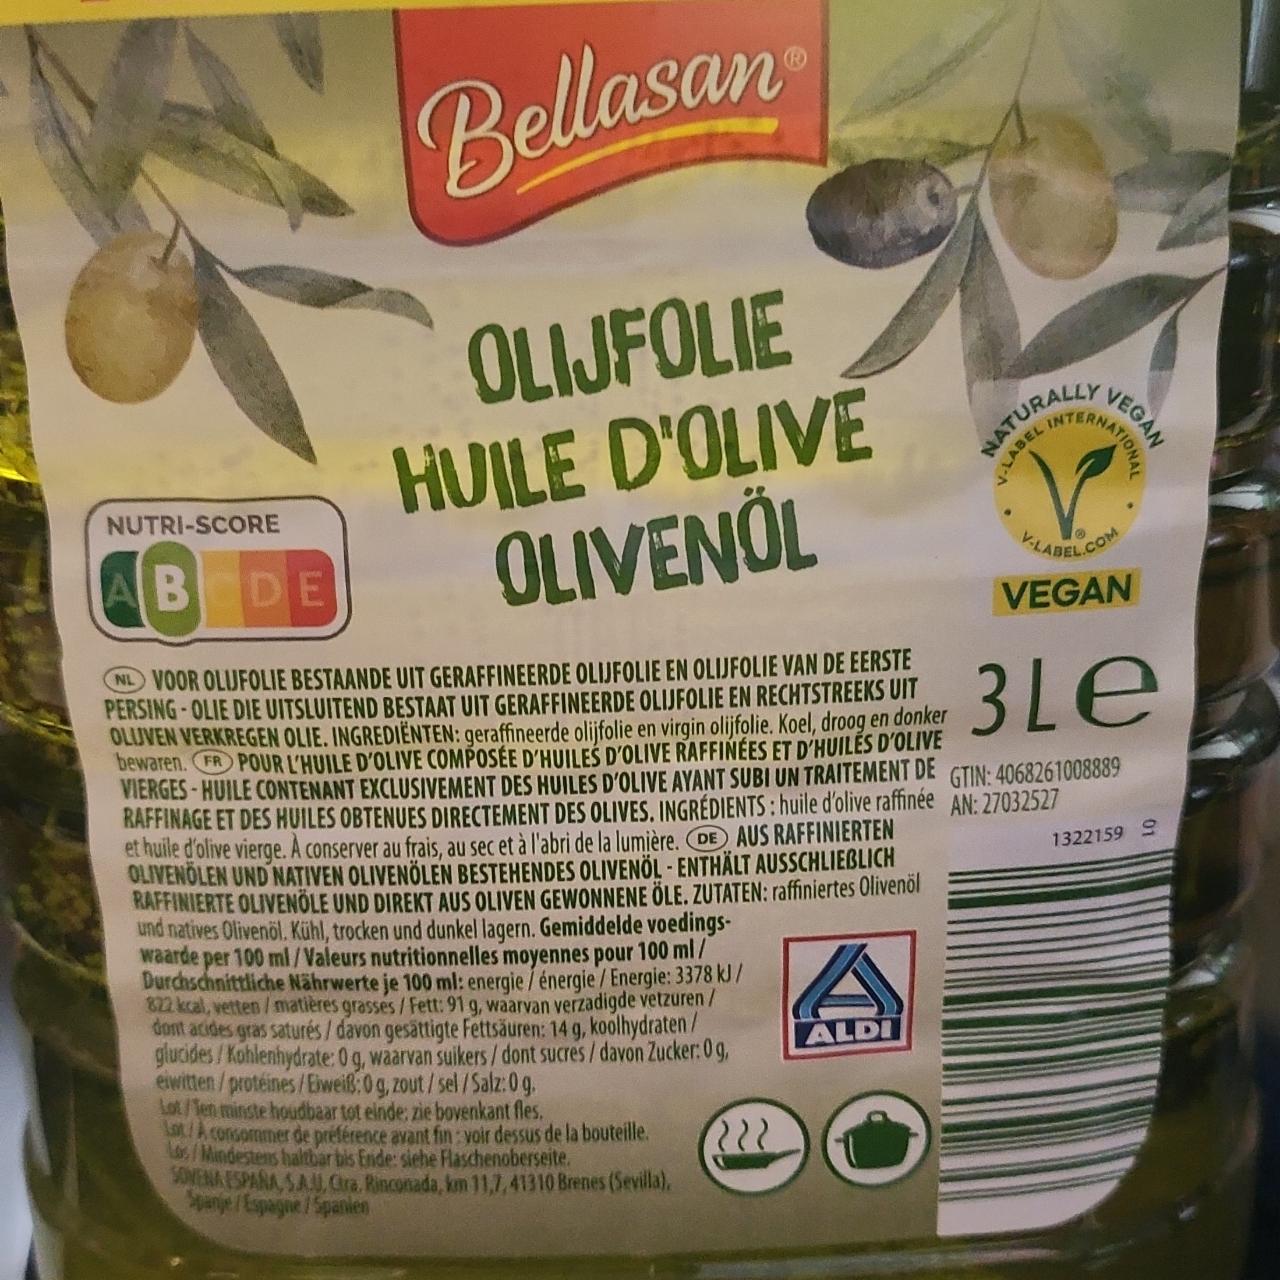 Bellasan®
OLIJFOLIE
HUILE D'OLIVE
OLIVENÖL
NATURALLY VEGAN
V-LABEL INTERNATIONAL
V-LABEL.COM
VEGAN
NUTRI-SCORE
A B C D E
3 L e
NL VOOR OLIJFOLIE BESTAANDE UIT GERAFFINEERDE OLIJFOLIE EN OLIJFOLIE VAN DE EERSTE
PERSING - OLIE DIE UITSLUITEND BESTAAT UIT GERAFFINEERDE OLIJFOLIE EN RECHTSTREEKS UIT
OLIJVEN VERKREGEN OLIE. INGREDIËNTEN: geraffineerde olijfolie en virgin olijfolie. Koel, droog en donker
bewaren. FR POUR L'HUILE D'OLIVE COMPOSÉE D'HUILES D'OLIVE RAFFINÉES ET D'HUILES D'OLIVE
VIERGES - HUILE CONTENANT EXCLUSIVEMENT DES HUILES D'OLIVE AYANT SUBI UN TRAITEMENT DE
RAFFINAGE ET DES HUILES OBTENUES DIRECTEMENT DES OLIVES. INGRÉDIENTS : huile d'olive raffinée
et huile d'olive vierge. À conserver au frais, au sec et à l'abri de la lumière. DE AUS RAFFINIERTEN
OLIVENÖLEN UND NATIVEN OLIVENÖLEN BESTEHENDES OLIVENÖL - ENTHÄLT AUSSCHLIEßLICH
RAFFINIERTE OLIVENÖLE UND DIREKT AUS OLIVEN GEWONNENE ÖLE. ZUTATEN: raffiniertes Olivenöl
und natives Olivenöl. Kühl, trocken und dunkel lagern. Gemiddelde voedings-
waarde per 100 ml / Valeurs nutritionnelles moyennes pour 100 ml /
Durchschnittliche Nährwerte je 100 ml: energie / énergie / Energie: 3378 kJ /
822 kcal, vetten / matières grasses / Fett: 91 g, waarvan verzadigde vetzuren /
dont acides gras saturés / davon gesättigte Fettsäuren: 14 g, koolhydraten /
glucides / Kohlenhydrate: 0 g, waarvan suikers / dont sucres / davon Zucker: 0 g,
eiwitten / protéines / Eiweiß: 0 g, zout / sel / Salz: 0 g.
Lot / Ten minste houdbaar tot einde: zie bovenkant fles.
Lot / À consommer de préférence avant fin : voir dessus de la bouteille.
Los / Mindestens haltbar bis Ende: siehe Flaschenoberseite.
SOVENA ESPAÑA, S.A.U, Ctra. Rinconada, km 11,7, 41310 Brenes (Sevilla),
Spanje / Espagne / Spanien
GTIN: 4068261008889
AN: 27032527
1322159
01
ALDI